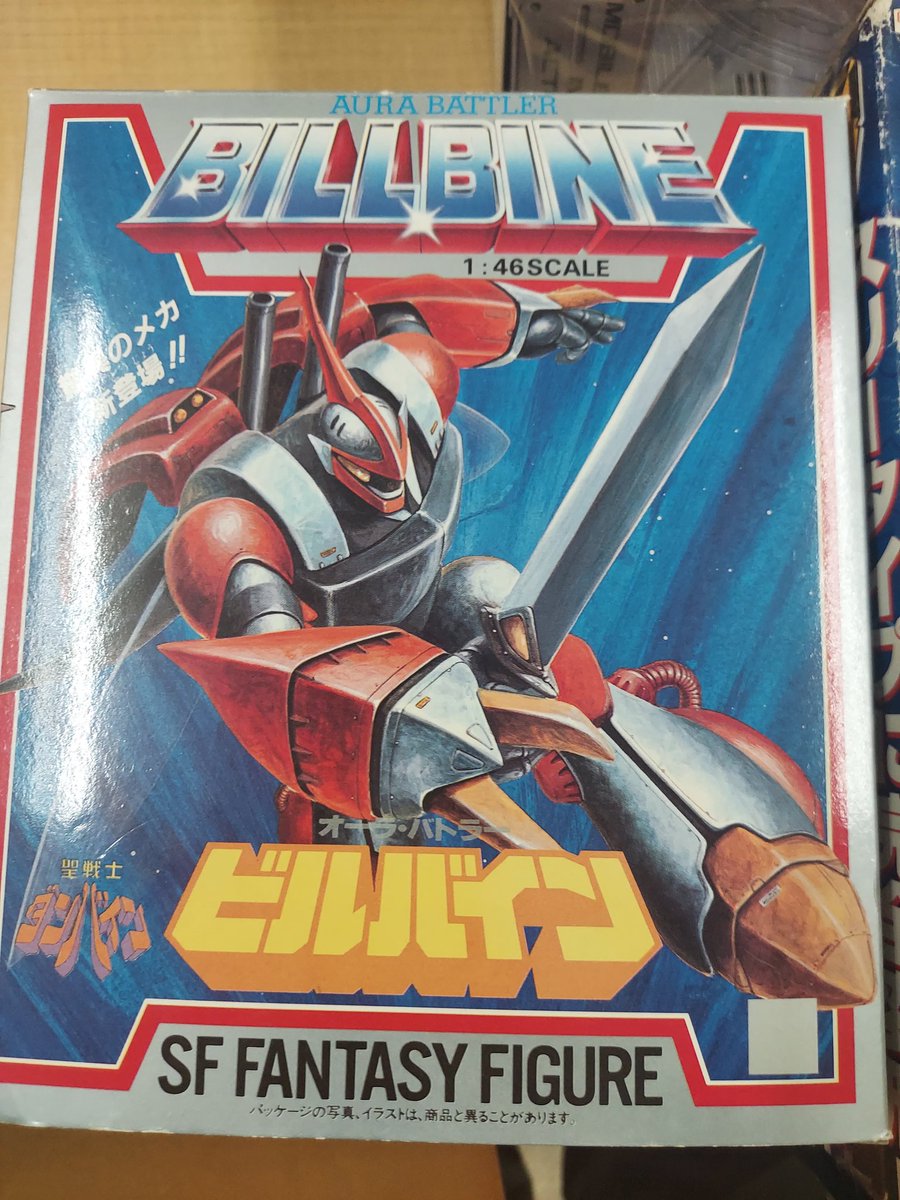 AURA BATTLER
BILLBINE
1:46SCALE
のメカ
新登場!!
オーラ・バトラー
ビルバイン
聖戦士
ダンバイン
SF FANTASY FIGURE
パッケージの写真、イラストは、商品と異ることがあります。